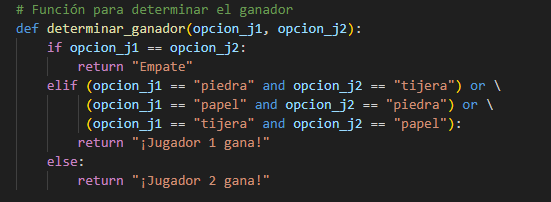 # Función para determinar el ganador
def determinar_ganador(opcion_j1, opcion_j2):
    if opcion_j1 == opcion_j2:
        return "Empate"
    elif (opcion_j1 == "piedra" and opcion_j2 == "tijera") or \
         (opcion_j1 == "papel" and opcion_j2 == "piedra") or \
         (opcion_j1 == "tijera" and opcion_j2 == "papel"):
        return "¡Jugador 1 gana!"
    else:
        return "¡Jugador 2 gana!"